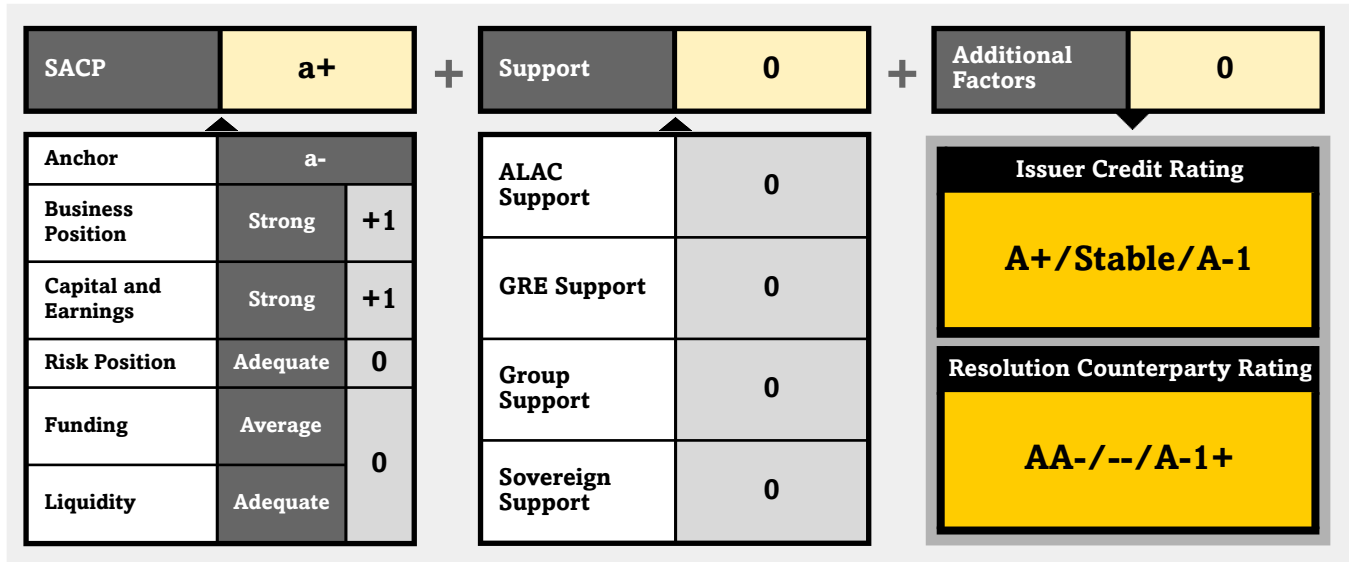 SACP
a+
+
Support
0
+
Additional
Factors
0
Anchor
a-
Business
Position
Strong
+1
Capital and
Earnings
Strong
+1
Risk Position
Adequate
0
Funding
Average
0
Liquidity
Adequate
ALAC
Support
0
GRE Support
0
Group
Support
0
Sovereign
Support
0
Issuer Credit Rating
A+/Stable/A-1
Resolution Counterparty Rating
AA-/--/A-1+